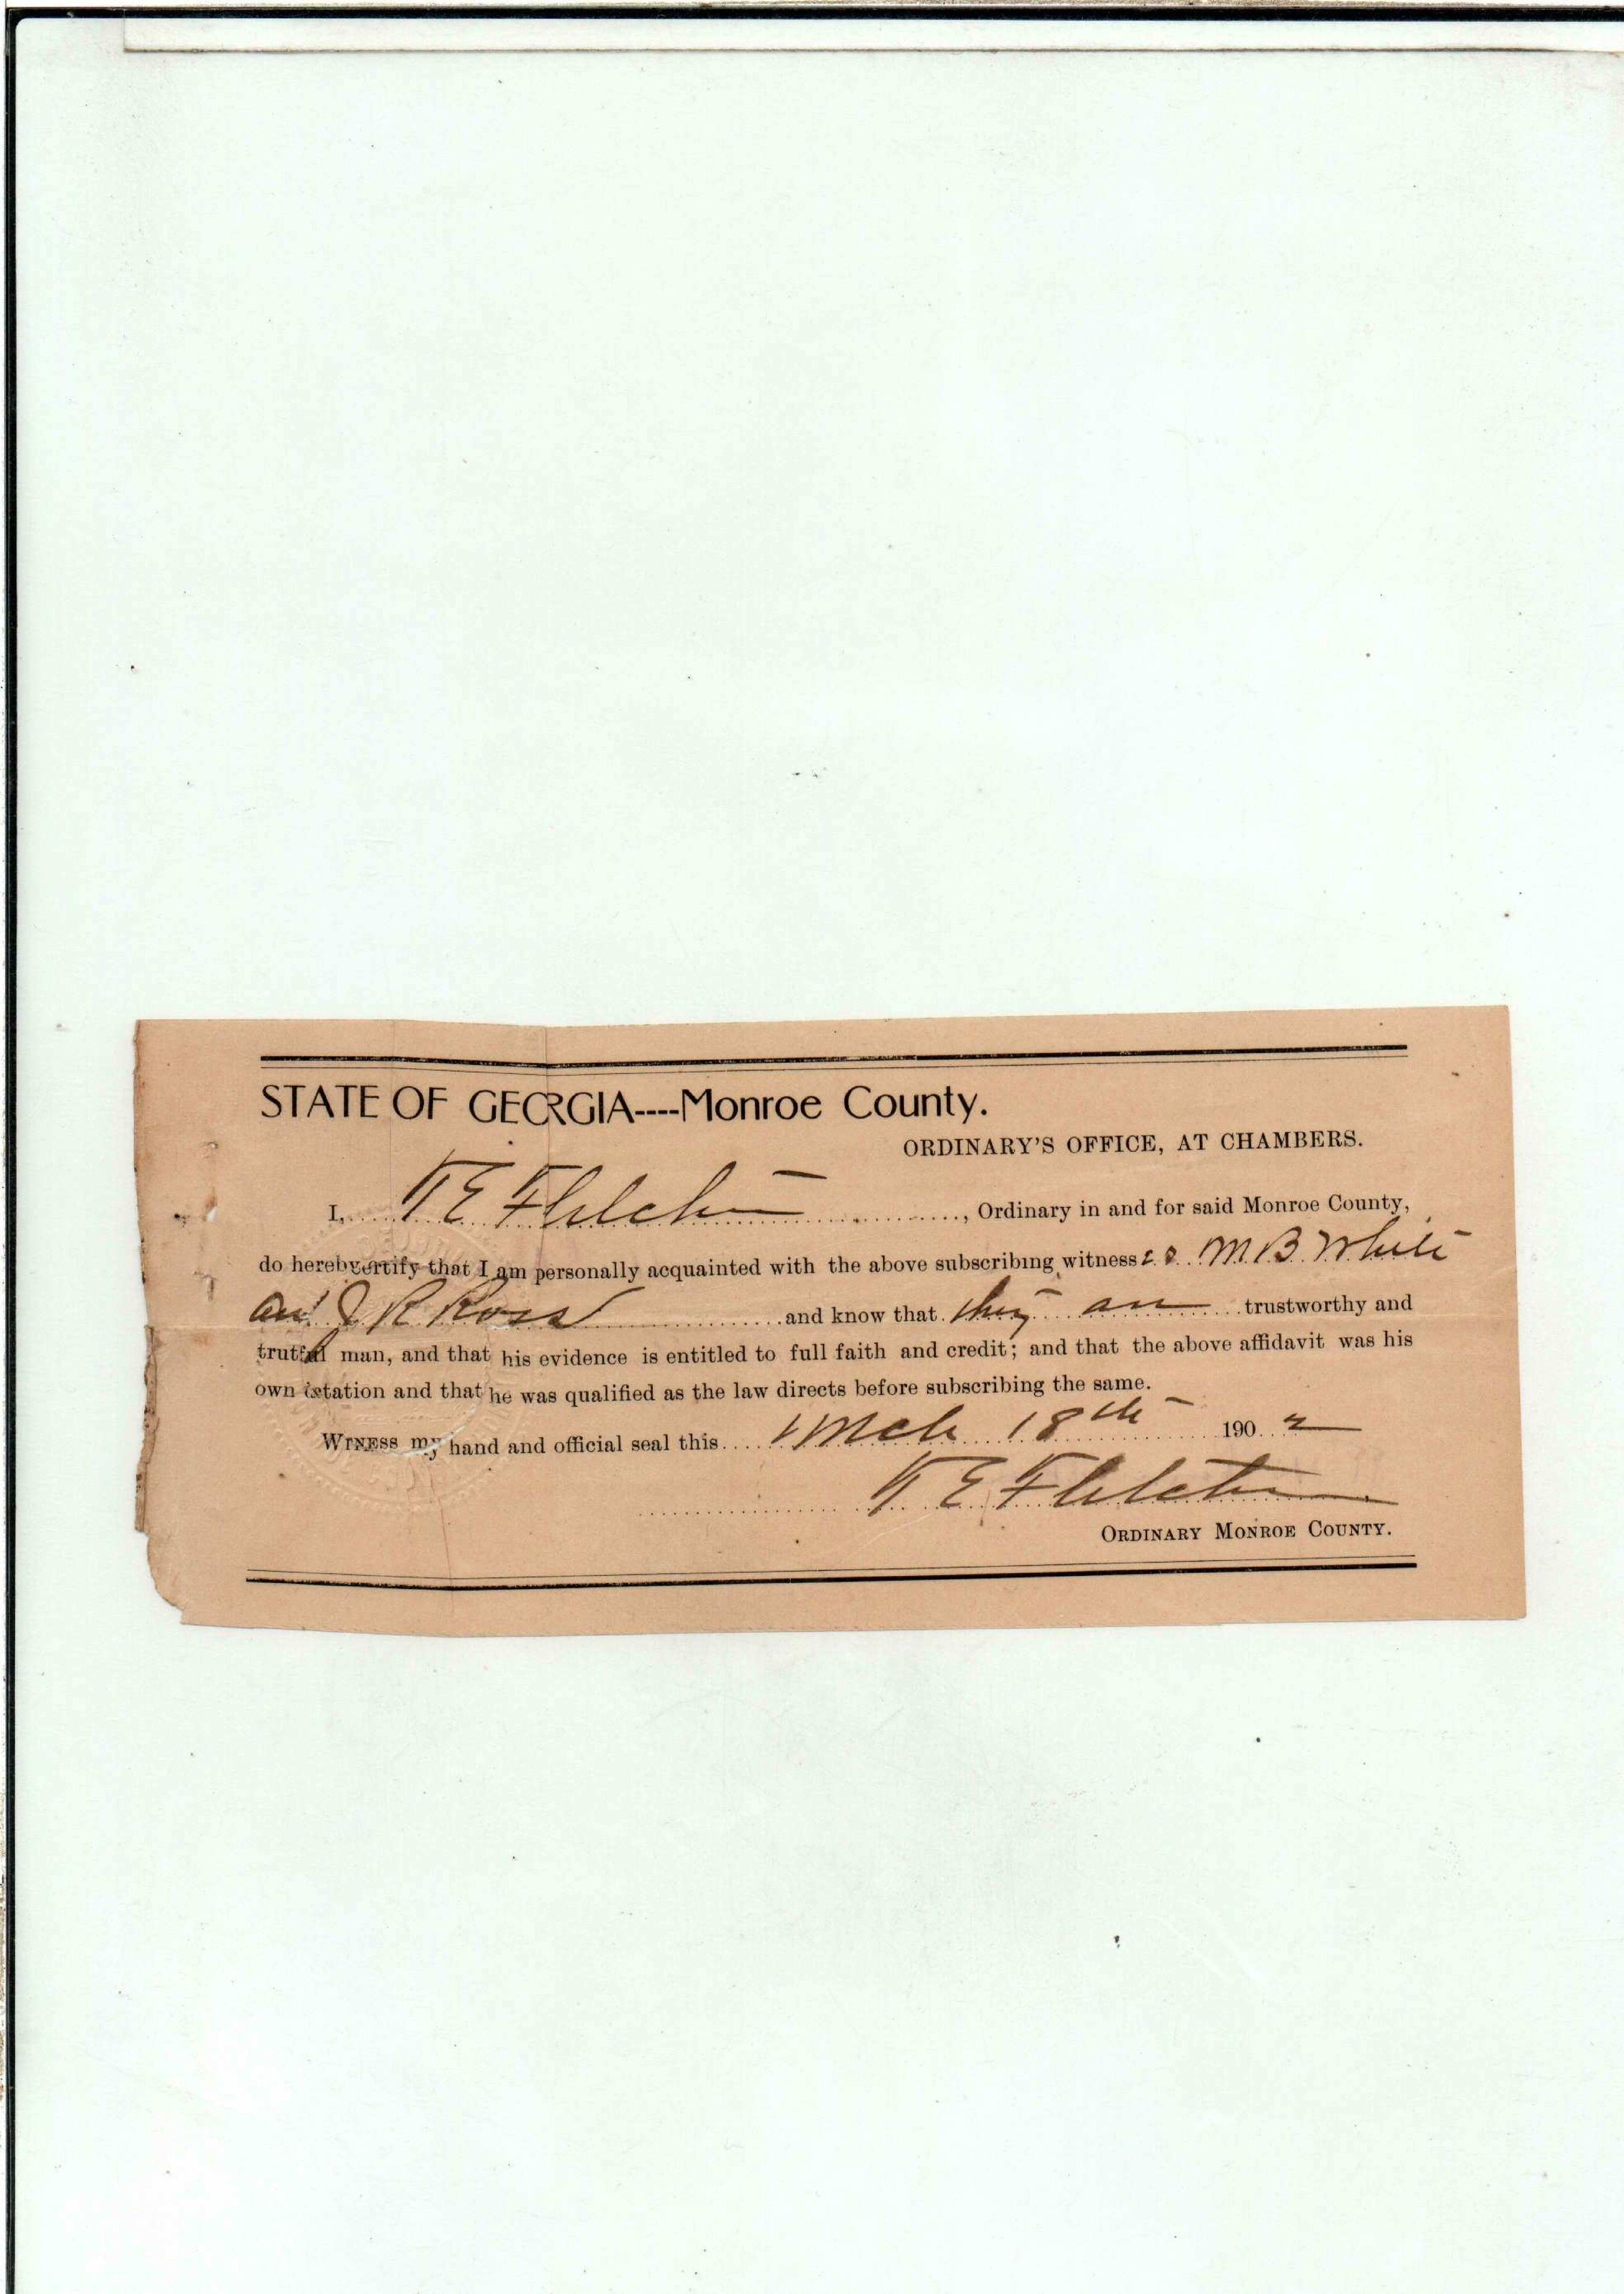 STATE OF GEORGIA----Monroe County.
ORDINARY'S OFFICE, AT CHAMBERS.
I, T E Fletcher, Ordinary in and for said Monroe County,
do hereby certify that I am personally acquainted with the above subscribing witness es M. B. White
and R Ross and know that they are trustworthy and
trutful man, and that his evidence is entitled to full faith and credit; and that the above affidavit was his
own and that he was qualified as the law directs before subscribing the same.
WITNESS my hand and official seal this Mch 18th 1902
T E Fletcher
ORDINARY MONROE COUNTY.